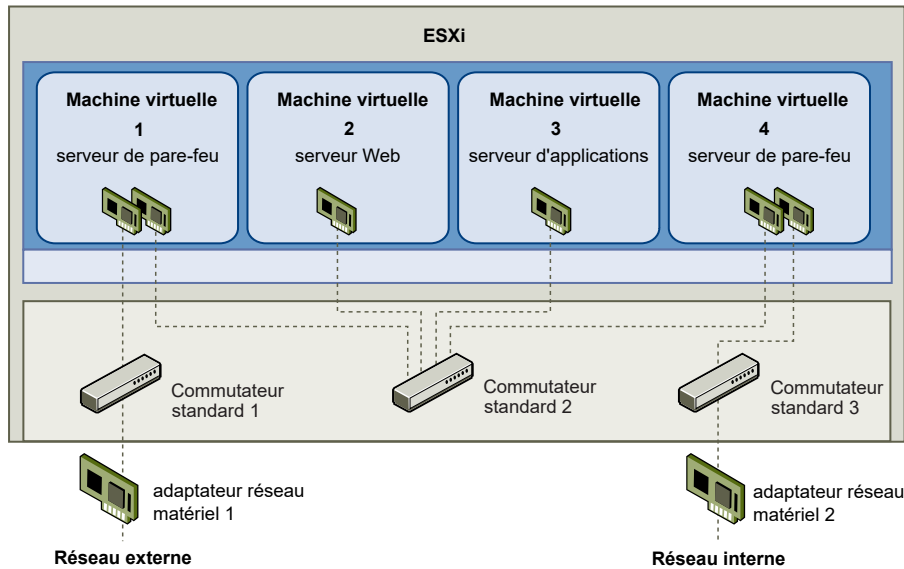 ESXi
Machine virtuelle
1
serveur de pare-feu
Machine virtuelle
2
serveur Web
Machine virtuelle
3
serveur d'applications
Machine virtuelle
4
serveur de pare-feu
Commutateur
standard 1
Commutateur
standard 2
Commutateur
standard 3
adaptateur réseau
matériel 1
adaptateur réseau
matériel 2
Réseau externe
Réseau interne